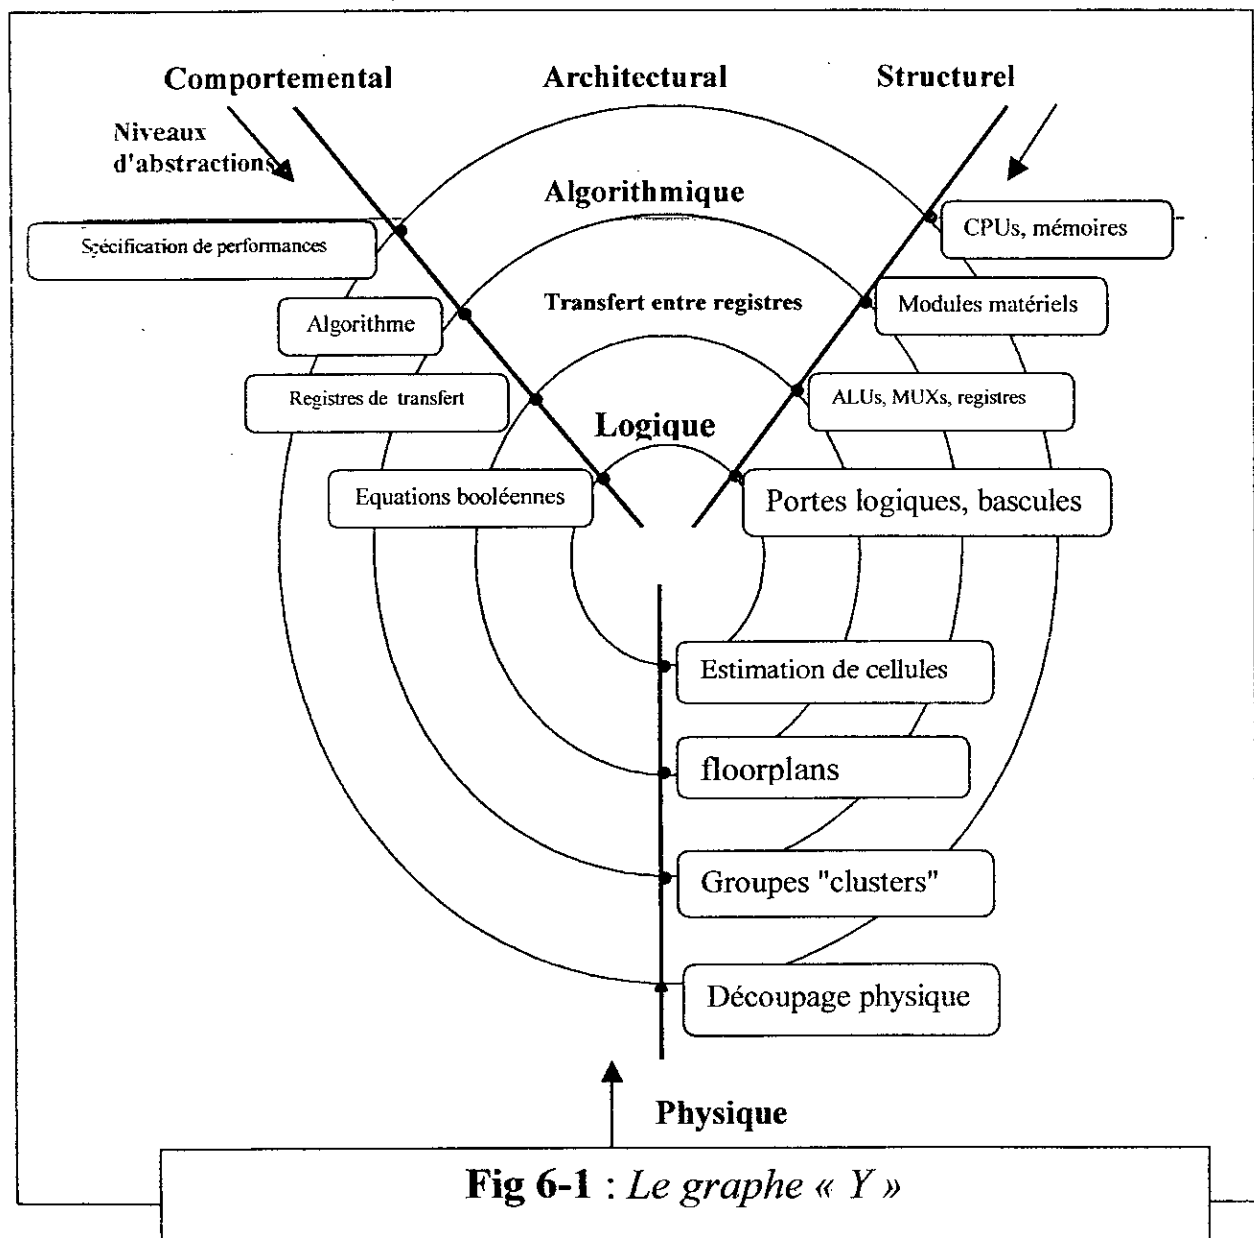 Comportemental
Architectural
Structurel
Niveaux
d'abstractions
Algorithmique
Spécification de performances
CPUs, mémoires
Algorithme
Transfert entre registres
Modules matériels
Registres de transfert
ALUs, MUXs, registres
Logique
Equations booléennes
Portes logiques, bascules
Estimation de cellules
floorplans
Groupes "clusters"
Découpage physique
Physique
Fig 6-1 : Le graphe « Y »